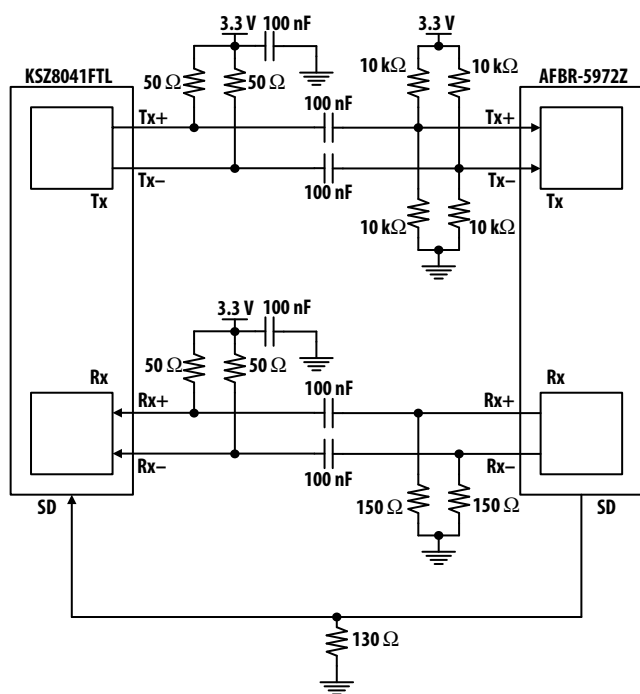 3.3 V 100 nF 3.3 V
KSZ8041FTL 50 Ω 50 Ω 10 kΩ 10 kΩ AFBR-5972Z
100 nF
Tx+ Tx+
Tx– Tx–
Tx 100 nF Tx
10 kΩ 10 kΩ
3.3 V 100 nF
50 Ω 50 Ω
Rx 100 nF Rx
Rx+ Rx+
Rx– Rx–
100 nF
SD 150 Ω 150 Ω SD
130 Ω